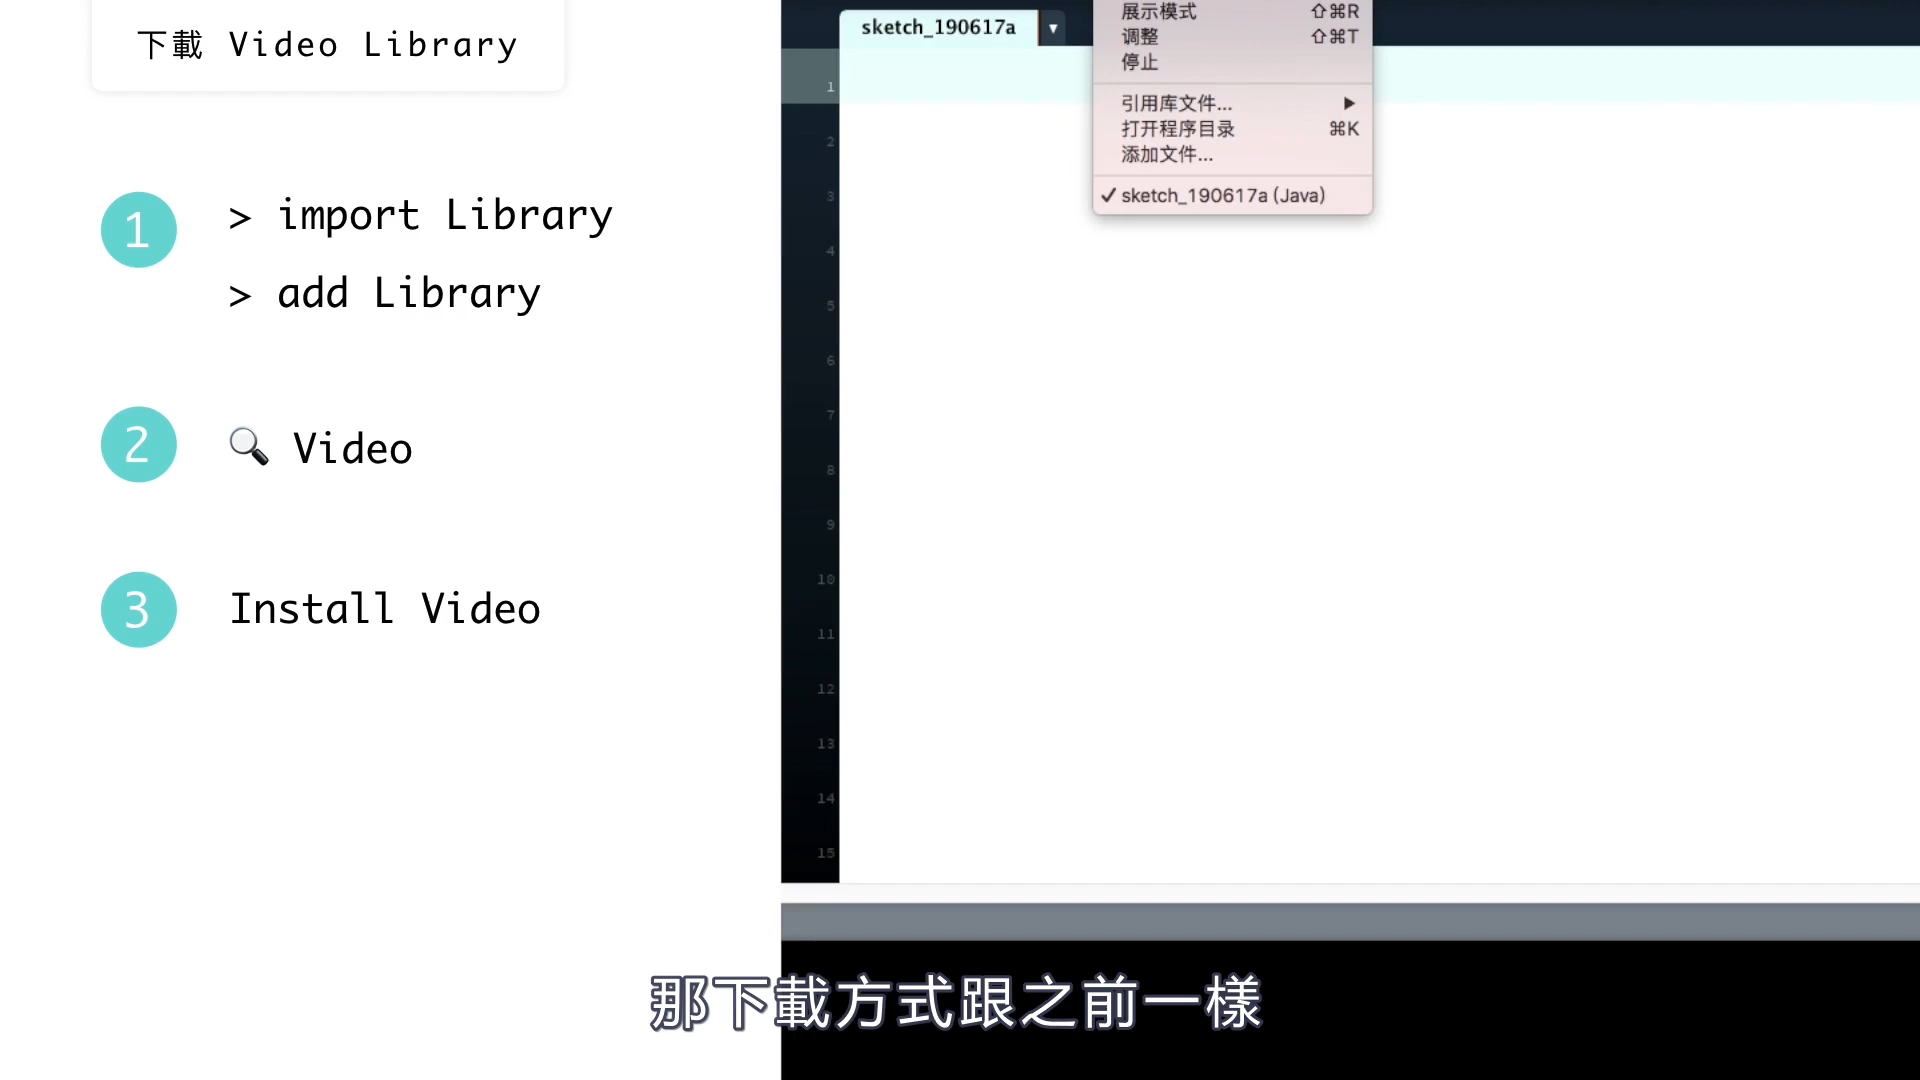 下載 Video Library
1
> import Library
> add Library
2
🔍 Video
3
Install Video
sketch_190617a ▼
展示模式 ⇧⌘R
调整 ⇧⌘T
停止
引用库文件... ▶
打开程序目录 ⌘K
添加文件...
✓ sketch_190617a (Java)
1
2
3
4
5
6
7
8
9
10
11
12
13
14
15
那下載方式跟之前一樣